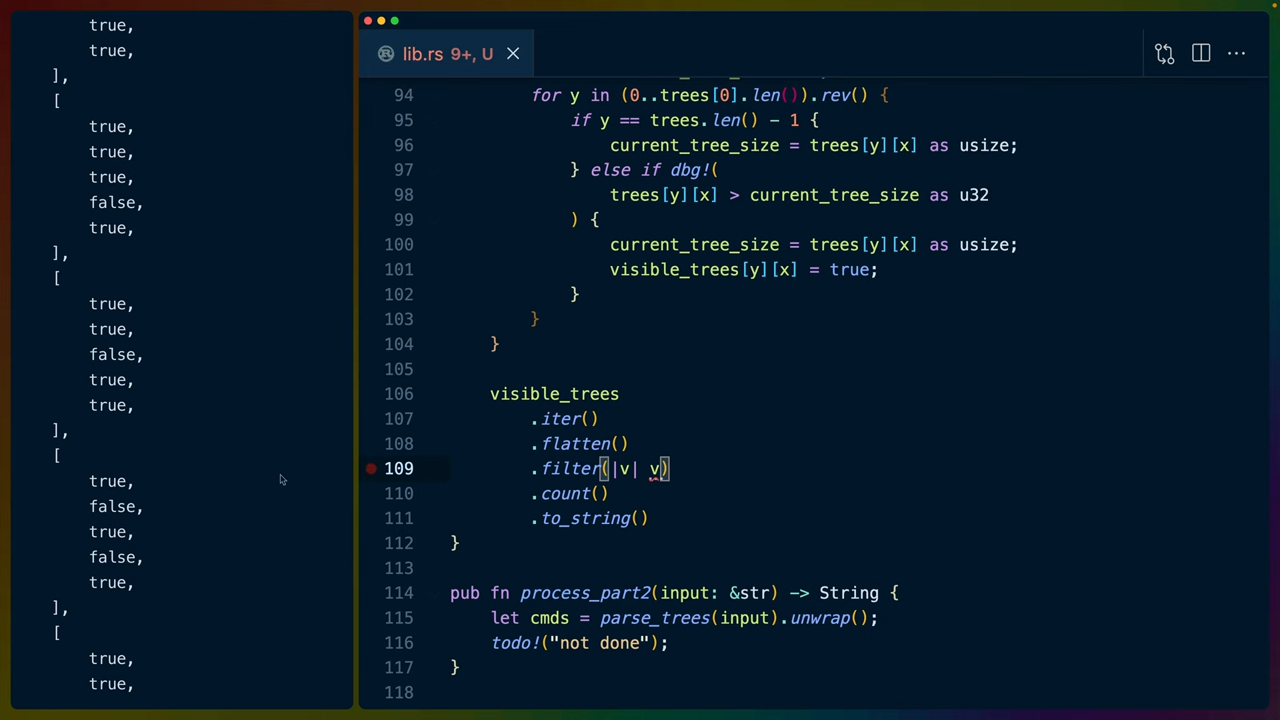 true,
true,
],
[
true,
true,
true,
false,
true,
],
[
true,
true,
false,
true,
true,
],
[
true,
false,
true,
false,
true,
],
[
true,
true,
lib.rs 9+, U
94 for y in (0..trees[0].len()).rev() {
95 if y == trees.len() - 1 {
96 current_tree_size = trees[y][x] as usize;
97 } else if dbg!(
98 trees[y][x] > current_tree_size as u32
99 ) {
100 current_tree_size = trees[y][x] as usize;
101 visible_trees[y][x] = true;
102 }
103 }
104 }
105
106 visible_trees
107 .iter()
108 .flatten()
109 .filter(|v| v)
110 .count()
111 .to_string()
112 }
113
114 pub fn process_part2(input: &str) -> String {
115 let cmds = parse_trees(input).unwrap();
116 todo!("not done");
117 }
118